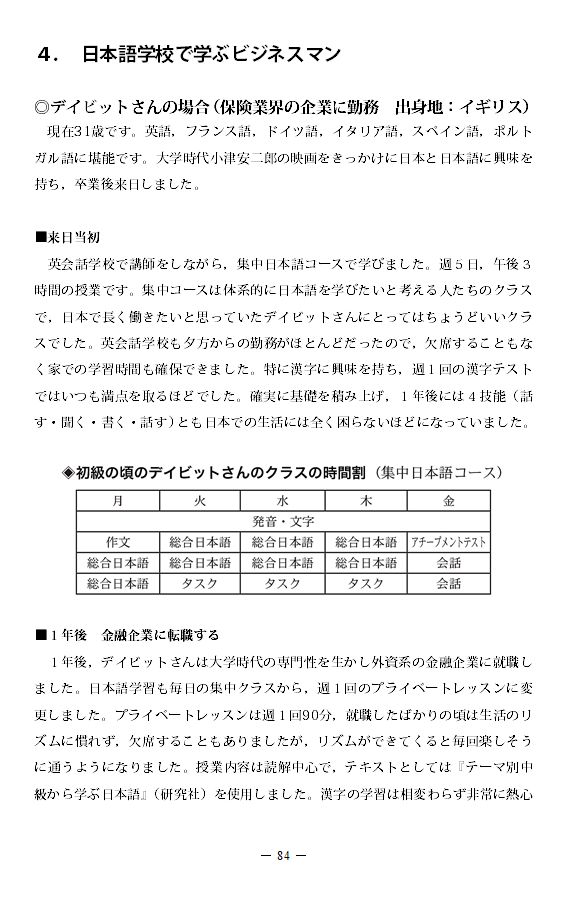 ４．　日本語学校で学ぶビジネスマン
◎デイビットさんの場合（保険業界の企業に勤務　出身地：イギリス）
現在31歳です。英語，フランス語，ドイツ語，イタリア語，スペイン語，ポルト
ガル語に堪能です。大学時代小津安二郎の映画をきっかけに日本と日本語に興味を
持ち，卒業後来日しました。
■来日当初
英会話学校で講師をしながら，集中日本語コースで学びました。週５日，午後３
時間の授業です。集中コースは体系的に日本語を学びたいと考える人たちのクラス
で，日本で長く働きたいと思っていたデイビットさんにとってはちょうどいいクラ
スでした。英会話学校も夕方からの勤務がほとんどだったので，欠席することもな
く家での学習時間も確保できました。特に漢字に興味を持ち，週１回の漢字テスト
ではいつも満点を取るほどでした。確実に基礎を積み上げ，１年後には４技能（話
す・聞く・書く・話す）とも日本での生活には全く困らないほどになっていました。
◈初級の頃のデイビットさんのクラスの時間割（集中日本語コース）
月　火　水　木　金
発音・文字
作文　総合日本語　総合日本語　総合日本語　アチーブメントテスト
総合日本語　総合日本語　総合日本語　総合日本語　会話
総合日本語　タスク　タスク　タスク　会話
■１年後　金融企業に転職する
１年後，デイビットさんは大学時代の専門性を生かし外資系の金融企業に就職し
ました。日本語学習も毎日の集中クラスから，週１回のプライベートレッスンに変
更しました。プライベートレッスンは週１回90分，就職したばかりの頃は生活のリ
ズムに慣れず，欠席することもありましたが，リズムができてくると毎回楽しそう
に通うようになりました。授業内容は読解中心で，テキストとしては『テーマ別中
級から学ぶ日本語』（研究社）を使用しました。漢字の学習は相変わらず非常に熱心
― 84 ―